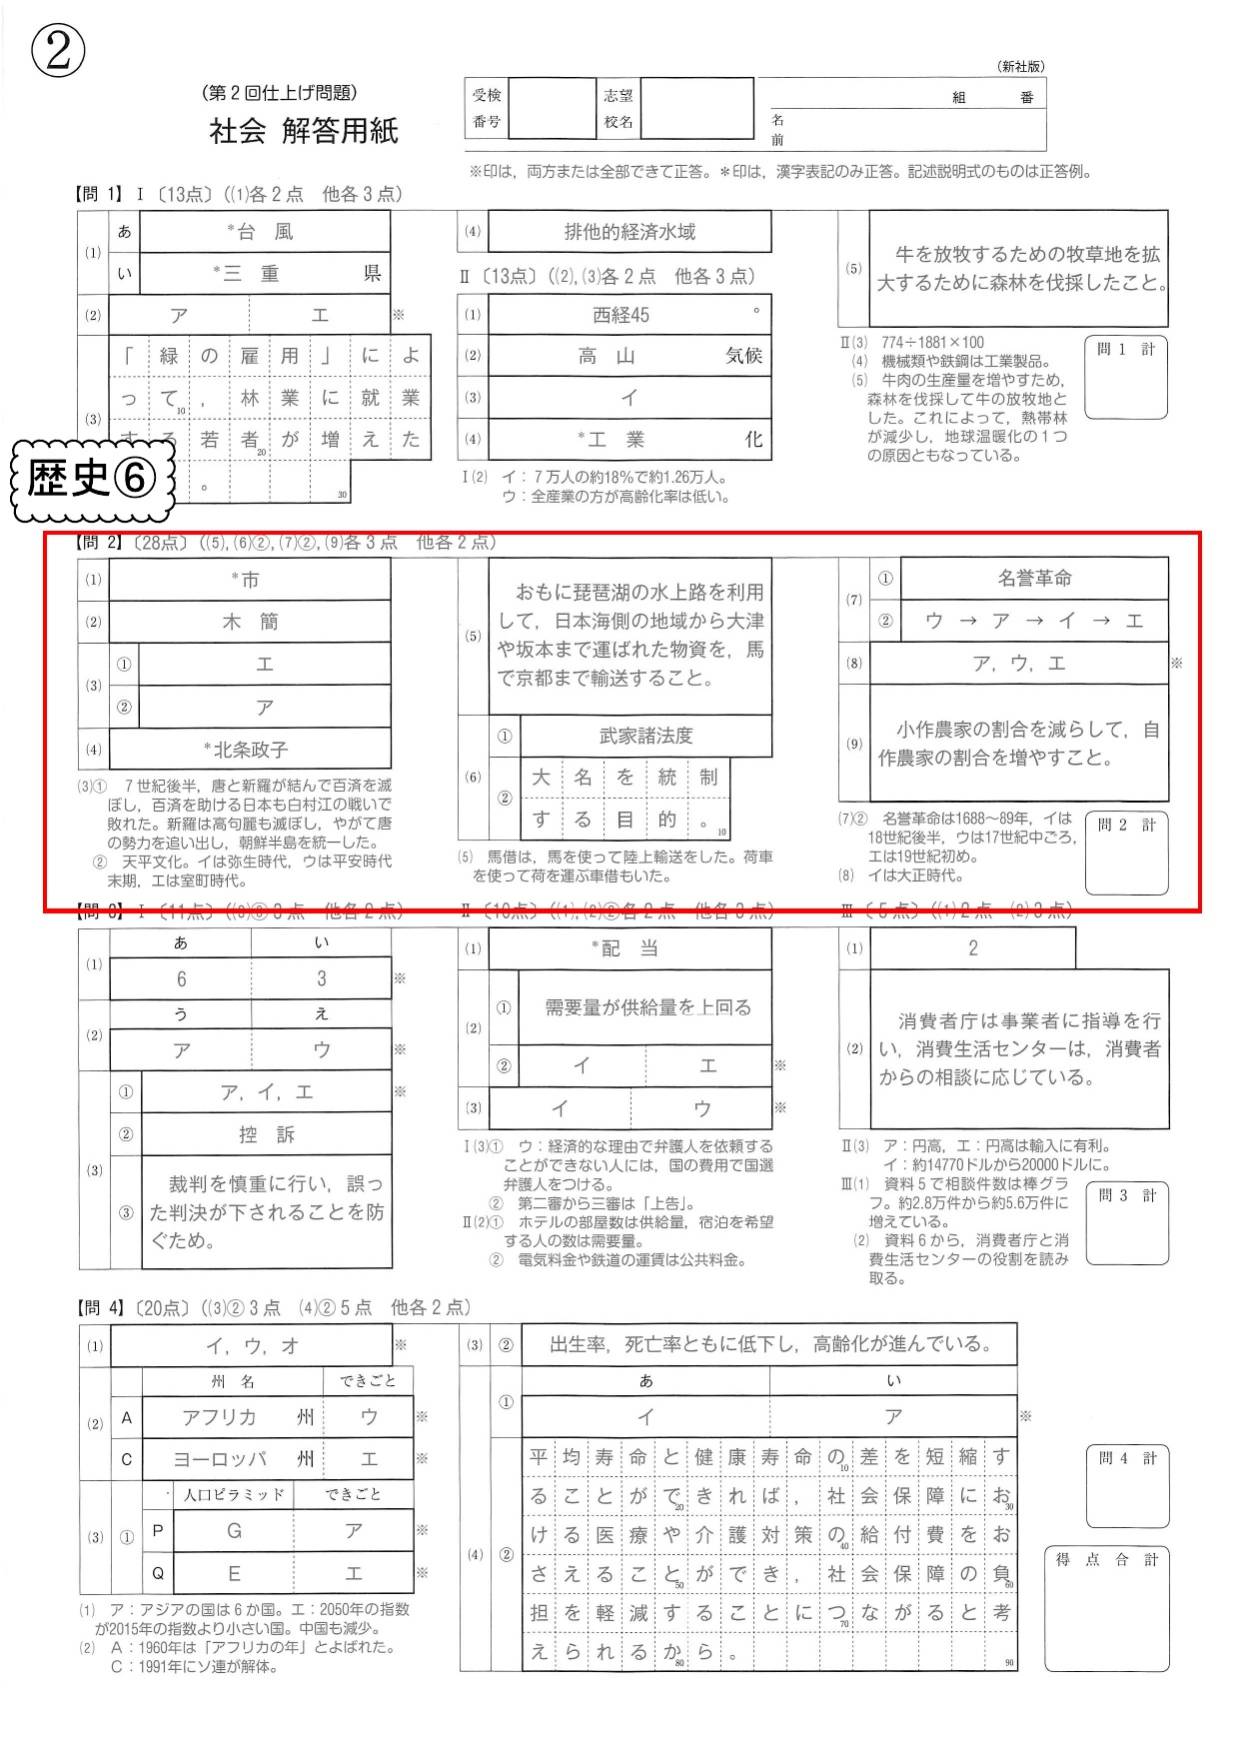 ②
（新社版）
（第２回仕上げ問題）
社会 解答用紙
受検番号
志望校名
組 番
名前
※印は，両方または全部できて正答。＊印は，漢字表記のみ正答。記述説明式のものは正答例。
【問 1】Ⅰ〔13点〕（(1)各２点 他各３点）
(1) あ *台 風
い *三 重 県
(2) ア エ ※
(3) 「緑の雇用」によ
って，林業に就業
10
若者が増えた
20
。
30
歴史⑥
(4) 排他的経済水域
Ⅱ〔13点〕（(2), (3)各２点 他各３点）
(1) 西経45 °
(2) 高 山 気候
(3) イ
(4) *工 業 化
Ⅰ(2) イ：７万人の約18％で約1.26万人。
ウ：全産業の方が高齢化率は低い。
(5) 牛を放牧するための牧草地を拡
大するために森林を伐採したこと。
Ⅱ(3) 774÷1881×100
(4) 機械類や鉄鋼は工業製品。
(5) 牛肉の生産量を増やすため，
森林を伐採して牛の放牧地と
した。これによって，熱帯林
が減少し，地球温暖化の１つ
の原因ともなっている。
問 1 計
【問 2】〔28点〕（(5), (6)②, (7)②, (9)各３点 他各２点）
(1) *市
(2) 木 簡
(3) ① エ
② ア
(4) *北条政子
(3)① ７世紀後半，唐と新羅が結んで百済を滅
ぼし，百済を助ける日本も白村江の戦いで
敗れた。新羅は高句麗も滅ぼし，やがて唐
の勢力を追い出し，朝鮮半島を統一した。
② 天平文化。イは弥生時代，ウは平安時代
末期，エは室町時代。
(5) おもに琵琶湖の水上路を利用
して，日本海側の地域から大津
や坂本まで運ばれた物資を，馬
で京都まで輸送すること。
(6) ① 武家諸法度
② 大名を統制
する目的。
10
(5) 馬借は，馬を使って陸上輸送をした。荷車
を使って荷を運ぶ車借もいた。
(7) ① 名誉革命
② ウ → ア → イ → エ
(8) ア，ウ，エ ※
(9) 小作農家の割合を減らして，自
作農家の割合を増やすこと。
(7)② 名誉革命は1688～89年，イは
18世紀後半，ウは17世紀中ごろ，
エは19世紀初め。
(8) イは大正時代。
問 2 計
【問 3】Ⅰ〔11点〕（(3)③３点 他各２点）
(1) あ い
6 3 ※
(2) う え
ア ウ ※
(3) ① ア，イ，エ ※
② 控 訴
③ 裁判を慎重に行い，誤っ
た判決が下されることを防
ぐため。
Ⅱ〔10点〕（(1), (2)②各２点 他各３点）
(1) *配 当
(2) ① 需要量が供給量を上回る
② イ エ ※
(3) イ ウ ※
Ⅰ(3)① ウ：経済的な理由で弁護人を依頼する
ことができない人には，国の費用で国選
弁護人をつける。
② 第二審から三審は「上告」。
Ⅱ(2)① ホテルの部屋数は供給量，宿泊を希望
する人の数は需要量。
② 電気料金や鉄道の運賃は公共料金。
Ⅲ〔５点〕（(1)２点 (2)３点）
(1) 2
(2) 消費者庁は事業者に指導を行
い，消費生活センターは，消費者
からの相談に応じている。
Ⅱ(3) ア：円高，エ：円高は輸入に有利。
イ：約14770ドルから20000ドルに。
Ⅲ(1) 資料５で相談件数は棒グラ
フ。約2.8万件から約5.6万件に
増えている。
(2) 資料６から，消費者庁と消
費生活センターの役割を読み
取る。
問 3 計
【問 4】〔20点〕（(3)②３点 (4)②５点 他各２点）
(1) イ，ウ，オ ※
州 名 できごと
(2) A アフリカ 州 ウ ※
C ヨーロッパ 州 エ ※
人口ピラミッド できごと
(3) ① P G ア ※
Q E エ ※
(1) ア：アジアの国は６か国。エ：2050年の指数
が2015年の指数より小さい国。中国も減少。
(2) A：1960年は「アフリカの年」とよばれた。
C：1991年にソ連が解体。
(3) ② 出生率，死亡率ともに低下し，高齢化が進んでいる。
(4) ① あ い
イ ア ※
② 平均寿命と健康寿命の差を短縮す
10
ることができれば，社会保障にお
20 30
ける医療や介護対策の給付費をお
40
さえることができ，社会保障の負
50 60
担を軽減することにつながると考
70
えられるから。
80 90
問 4 計
得 点 合 計